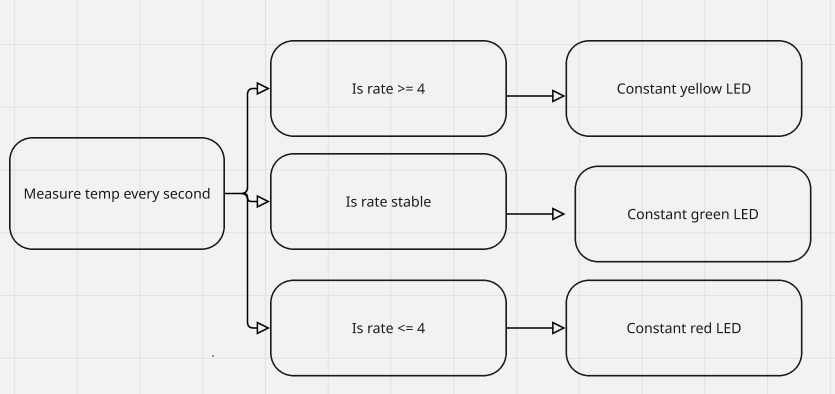 Is rate >= 4
Constant yellow LED
Measure temp every second
Is rate stable
Constant green LED
Is rate <= 4
Constant red LED